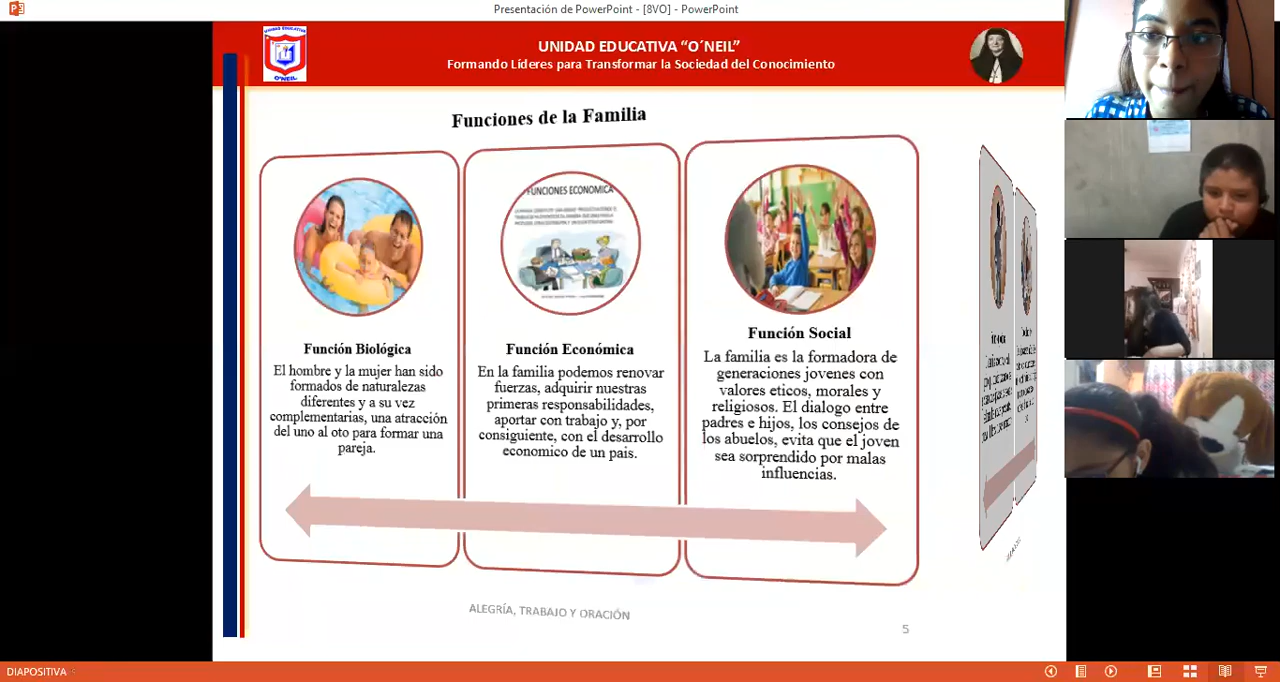 Presentación de PowerPoint - [8VO] - PowerPoint
UNIDAD EDUCATIVA
O´NEIL
UNIDAD EDUCATIVA “O´NEIL”
Formando Líderes para Transformar la Sociedad del Conocimiento
Funciones de la Familia
Función Biológica
El hombre y la mujer han sido
formados de naturalezas
diferentes y a su vez
complementarias, una atracción
del uno al oto para formar una
pareja.
FUNCIONES ECONOMICA
Función Económica
En la familia podemos renovar
fuerzas, adquirir nuestras
primeras responsabilidades,
aportar con trabajo y, por
consiguiente, con el desarrollo
economico de un pais.
Función Social
La familia es la formadora de
generaciones jovenes con
valores eticos, morales y
religiosos. El dialogo entre
padres e hijos, los consejos de
los abuelos, evita que el joven
sea sorprendido por malas
influencias.
ALEGRÍA, TRABAJO Y ORACIÓN
5
DIAPOSITIVA